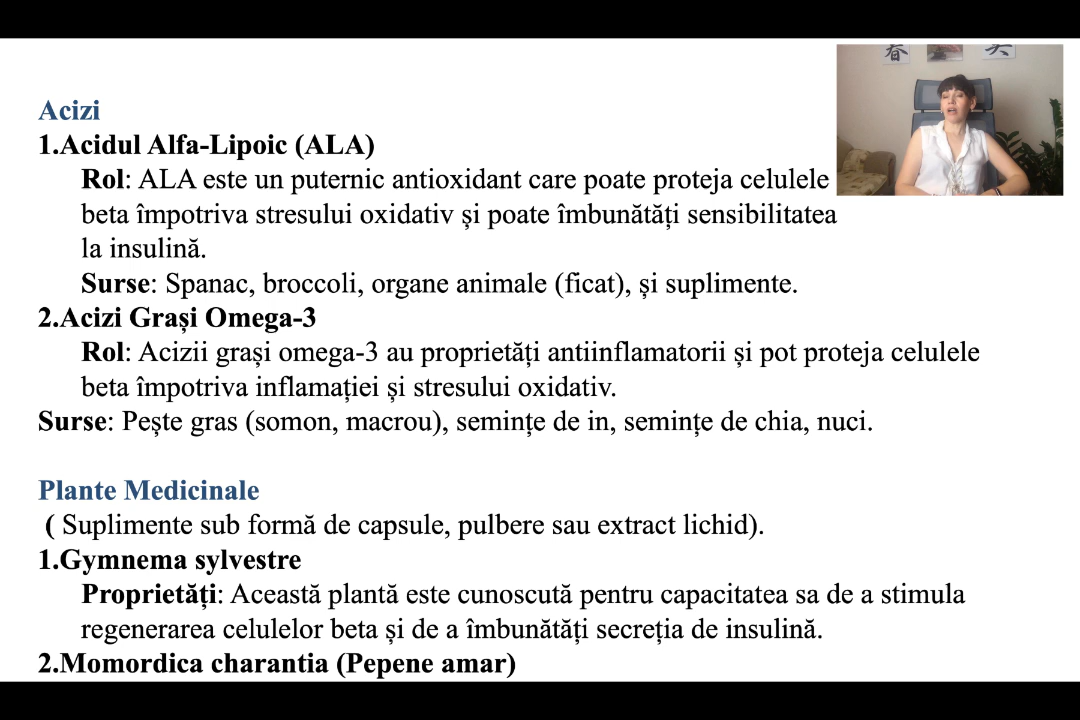 Acizi
1.Acidul Alfa-Lipoic (ALA)
Rol: ALA este un puternic antioxidant care poate proteja celulele
beta împotriva stresului oxidativ și poate îmbunătăți sensibilitatea
la insulină.
Surse: Spanac, broccoli, organe animale (ficat), și suplimente.
2.Acizi Grași Omega-3
Rol: Acizii grași omega-3 au proprietăți antiinflamatorii și pot proteja celulele
beta împotriva inflamației și stresului oxidativ.
Surse: Pește gras (somon, macrou), semințe de in, semințe de chia, nuci.
Plante Medicinale
( Suplimente sub formă de capsule, pulbere sau extract lichid).
1.Gymnema sylvestre
Proprietăți: Această plantă este cunoscută pentru capacitatea sa de a stimula
regenerarea celulelor beta și de a îmbunătăți secreția de insulină.
2.Momordica charantia (Pepene amar)